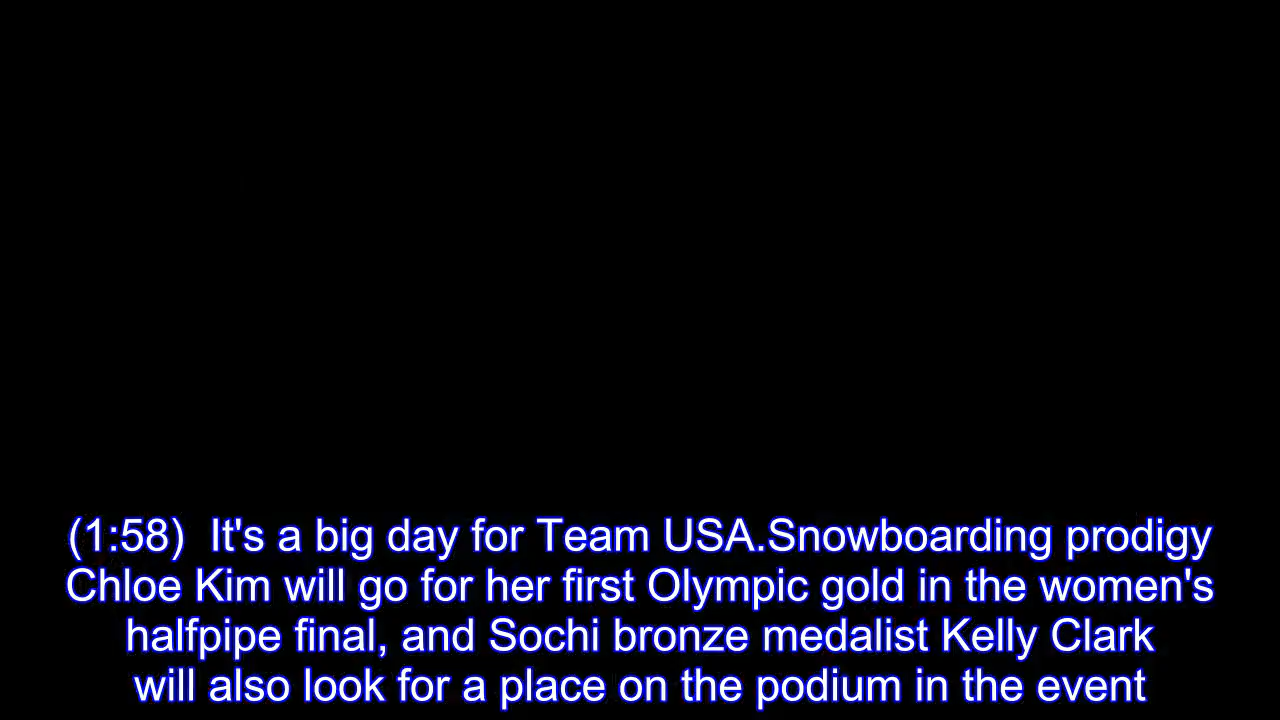 (1:58)  It's a big day for Team USA.Snowboarding prodigy
Chloe Kim will go for her first Olympic gold in the women's
halfpipe final, and Sochi bronze medalist Kelly Clark
will also look for a place on the podium in the event